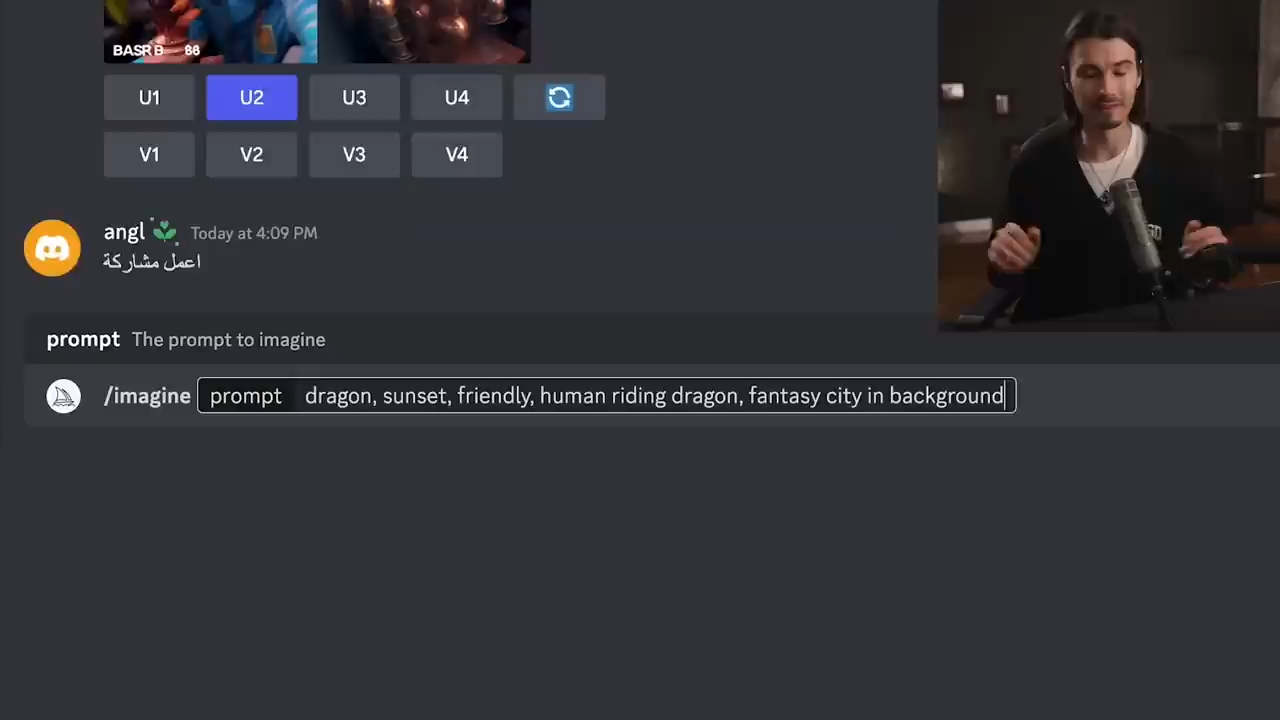 BASR B 86
U1 U2 U3 U4
V1 V2 V3 V4
angl Today at 4:09 PM
اعمل مشاركة
prompt The prompt to imagine
/imagine prompt dragon, sunset, friendly, human riding dragon, fantasy city in background